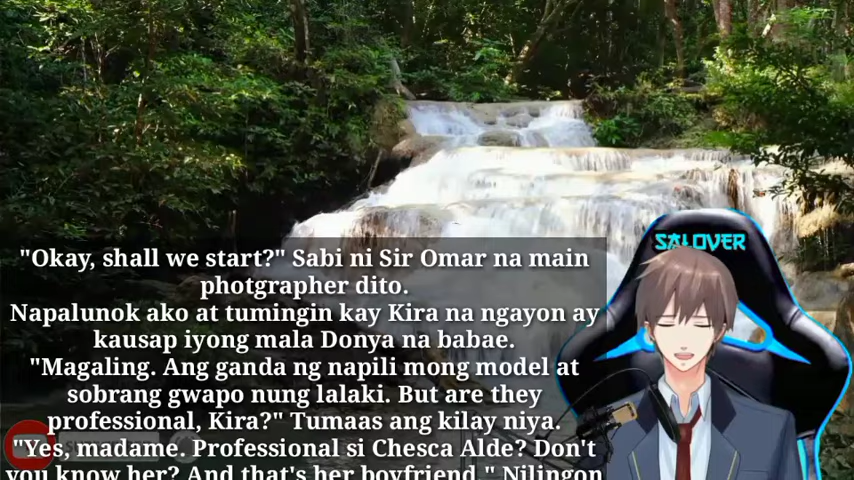 SALOVER
"Okay, shall we start?" Sabi ni Sir Omar na main
photgrapher dito.
Napalunok ako at tumingin kay Kira na ngayon ay
kausap iyong mala Donya na babae.
"Magaling. Ang ganda ng napili mong model at
sobrang gwapo nung lalaki. But are they
professional, Kira?" Tumaas ang kilay niya.
"Yes, madame. Professional si Chesca Alde? Don't
you know her? And that's her boyfriend." Nilingon